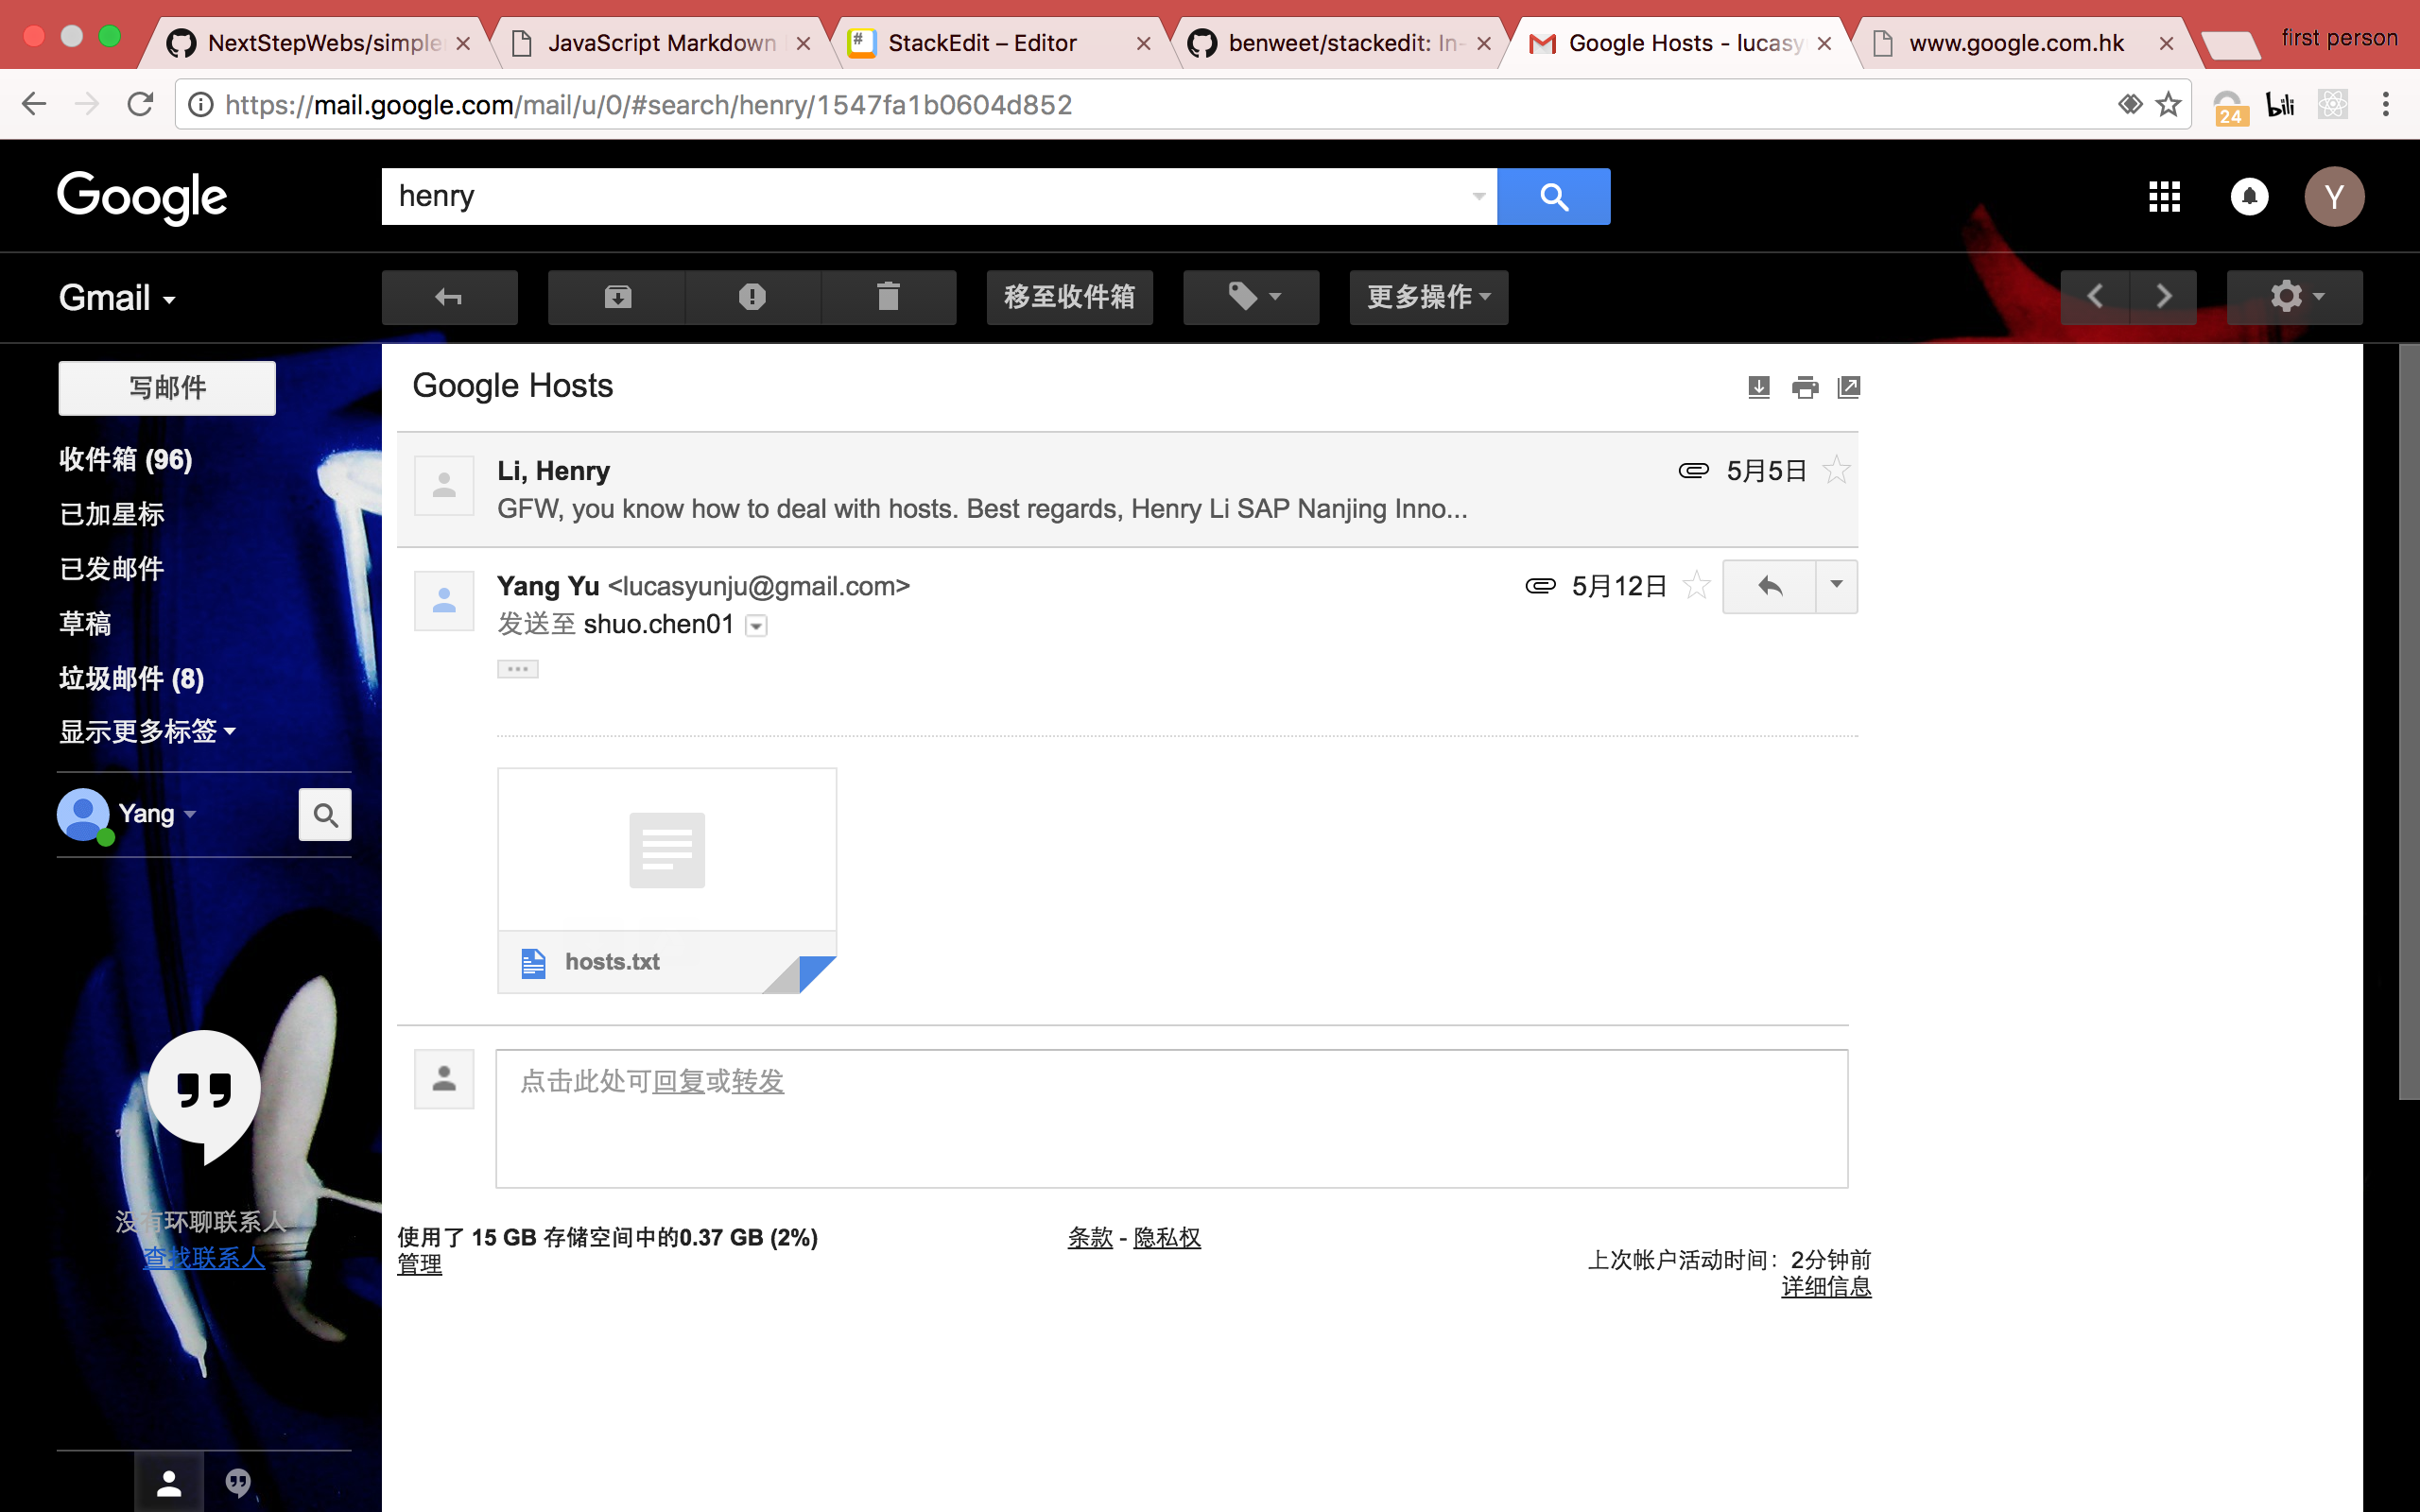 NextStepWebs/simple
JavaScript Markdown
StackEdit – Editor
benweet/stackedit: In-
Google Hosts - lucasy
www.google.com.hk
first person
https://mail.google.com/mail/u/0/#search/henry/1547fa1b0604d852
24
bili
Google
henry
Y
Gmail
移至收件箱
更多操作
写邮件
Google Hosts
收件箱 (96)
已加星标
已发邮件
草稿
垃圾邮件 (8)
显示更多标签
Yang
Li, Henry
5月5日
GFW, you know how to deal with hosts. Best regards, Henry Li SAP Nanjing Inno...
Yang Yu <lucasyunju@gmail.com>
5月12日
发送至 shuo.chen01
hosts.txt
点击此处可回复或转发
没有环聊联系人
查找联系人
使用了 15 GB 存储空间中的0.37 GB (2%)
管理
条款 - 隐私权
上次帐户活动时间：2分钟前
详细信息